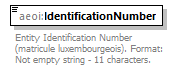 aeoi:IdentificationNumber
Entity Identification Number
(matricule luxembourgeois). Format:
Not empty string - 11 characters.